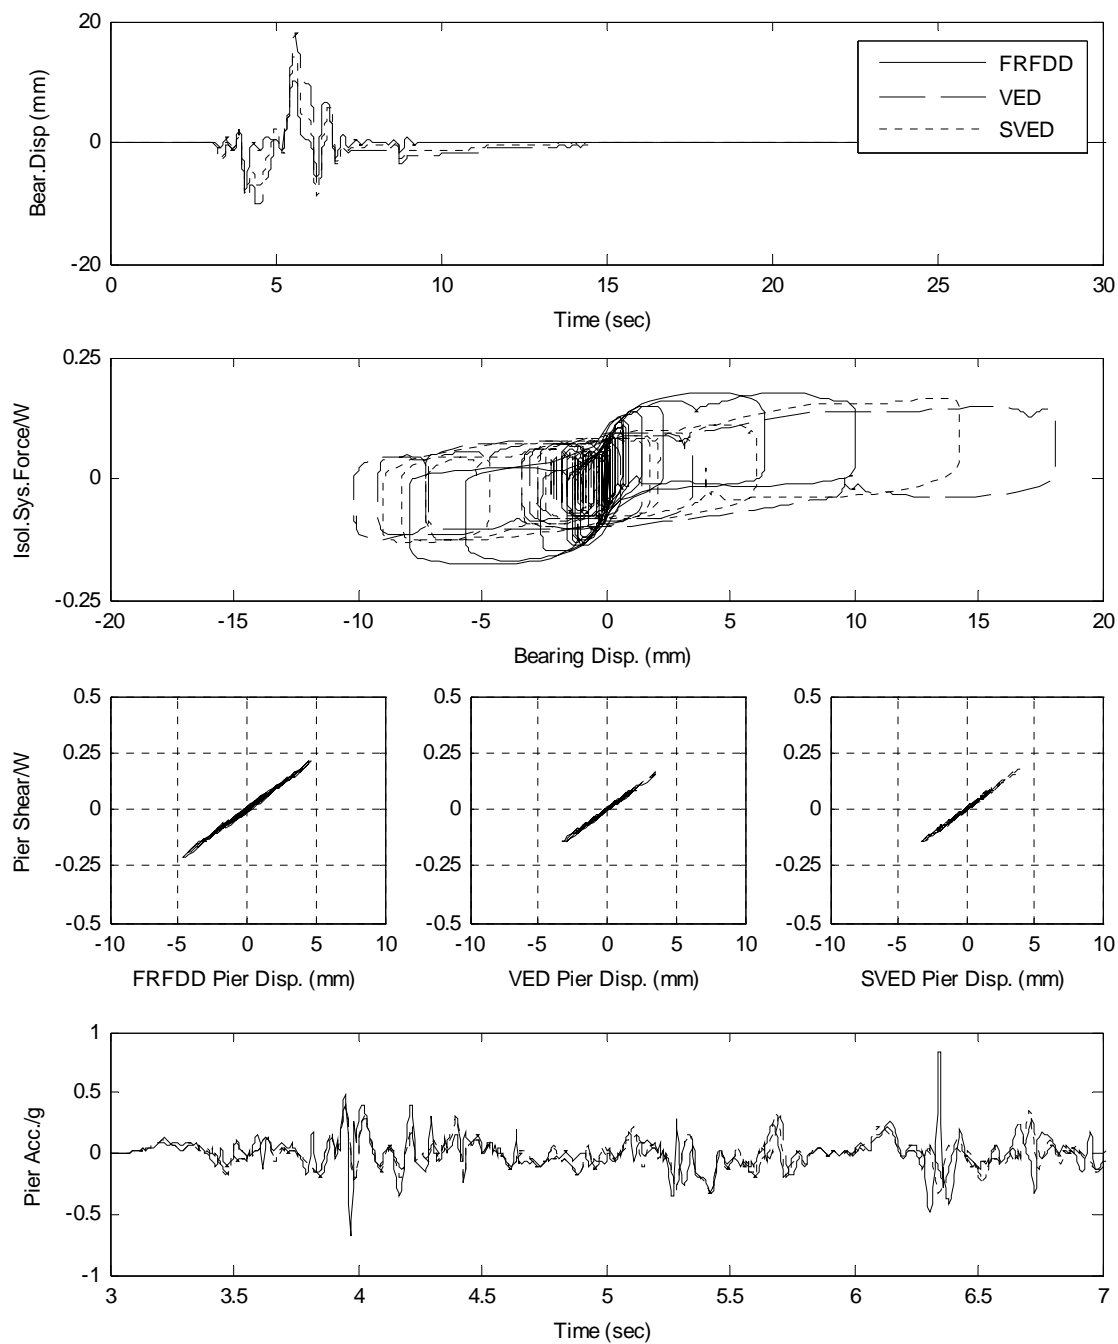 20
0
-20
Bear.Disp (mm)
FRFDD
VED
SVED
0 5 10 15 20 25 30
Time (sec)
0.25
0
-0.25
Isol.Sys.Force/W
-20 -15 -10 -5 0 5 10 15 20
Bearing Disp. (mm)
0.5 0.5 0.5
0.25 0.25 0.25
0 0 0
-0.25 -0.25 -0.25
-0.5 -0.5 -0.5
Pier Shear/W
-10 -5 0 5 10 -10 -5 0 5 10 -10 -5 0 5 10
FRFDD Pier Disp. (mm) VED Pier Disp. (mm) SVED Pier Disp. (mm)
1
0.5
0
-0.5
-1
Pier Acc./g
3 3.5 4 4.5 5 5.5 6 6.5 7
Time (sec)